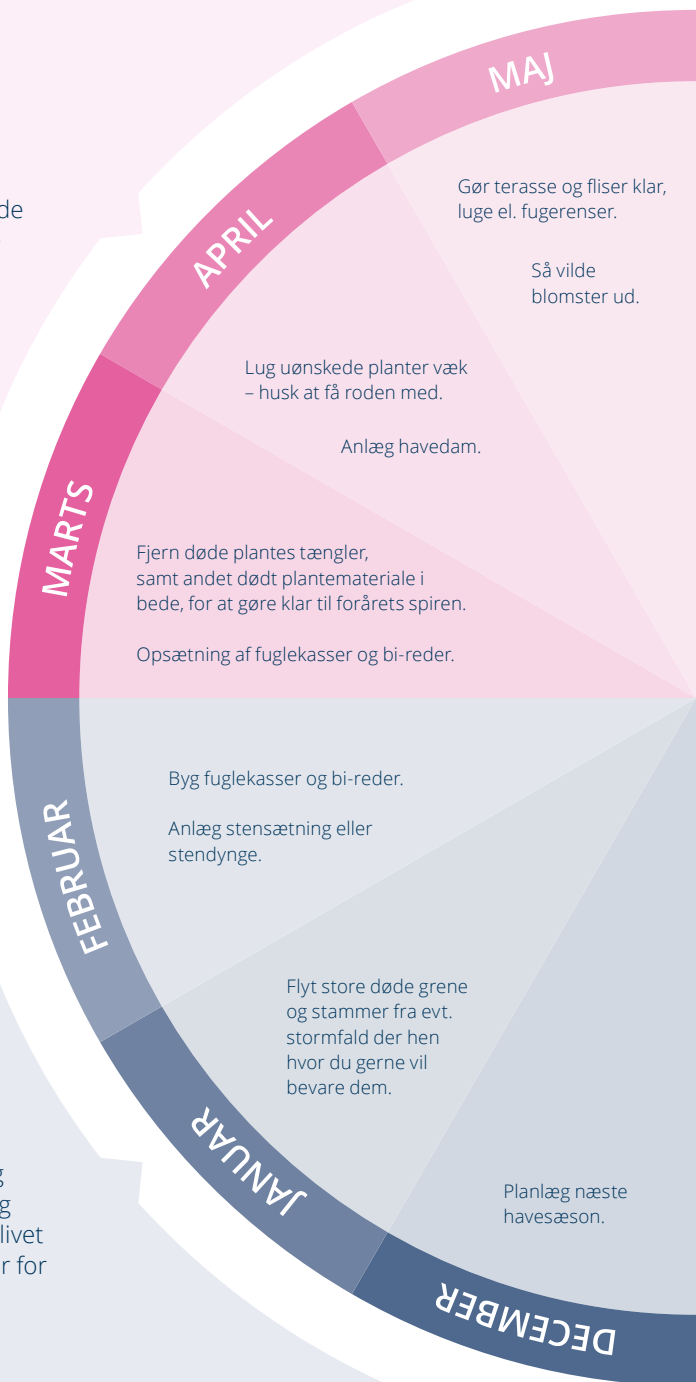 MAJ
Gør terasse og fliser klar,
luge el. fugerenser.
Så vilde
blomster ud.
de
APRIL
Lug uønskede planter væk
– husk at få roden med.
Anlæg havedam.
MARTS
Fjern døde plantes tængler,
samt andet dødt plantemateriale i
bede, for at gøre klar til forårets spiren.
Opsætning af fuglekasser og bi-reder.
FEBRUAR
Byg fuglekasser og bi-reder.
Anlæg stensætning eller
stendynge.
JANUAR
Flyt store døde grene
og stammer fra evt.
stormfald der hen
hvor du gerne vil
bevare dem.
g
g
livet
r for
DECEMBER
Planlæg næste
havesæson.